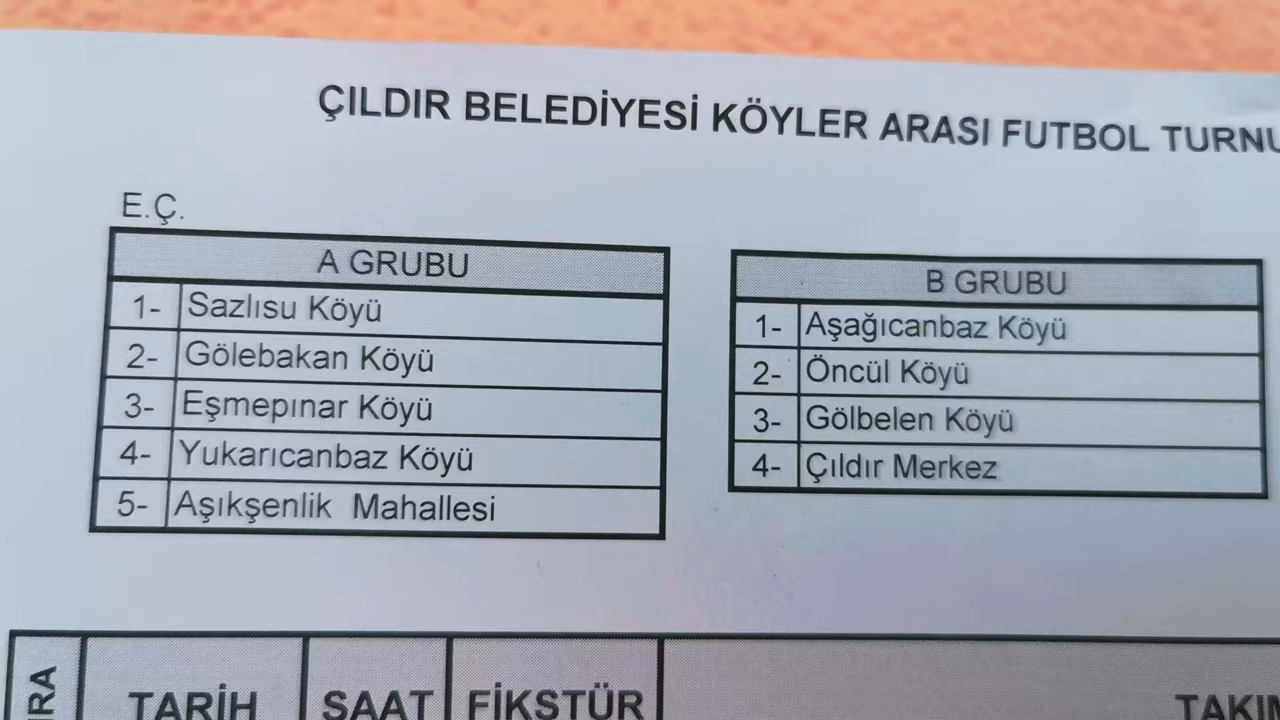 ÇILDIR BELEDİYESİ KÖYLER ARASI FUTBOL
E.Ç.
A GRUBU
1- Sazlısu Köyü
2- Gölebakan Köyü
3- Eşmepınar Köyü
4- Yukarıcanbaz Köyü
5- Aşıkşenlik Mahallesi
B GRUBU
1- Aşağıcanbaz Köyü
2- Öncül Köyü
3- Gölbelen Köyü
4- Çıldır Merkez
TARİH SAAT FİKSTÜR